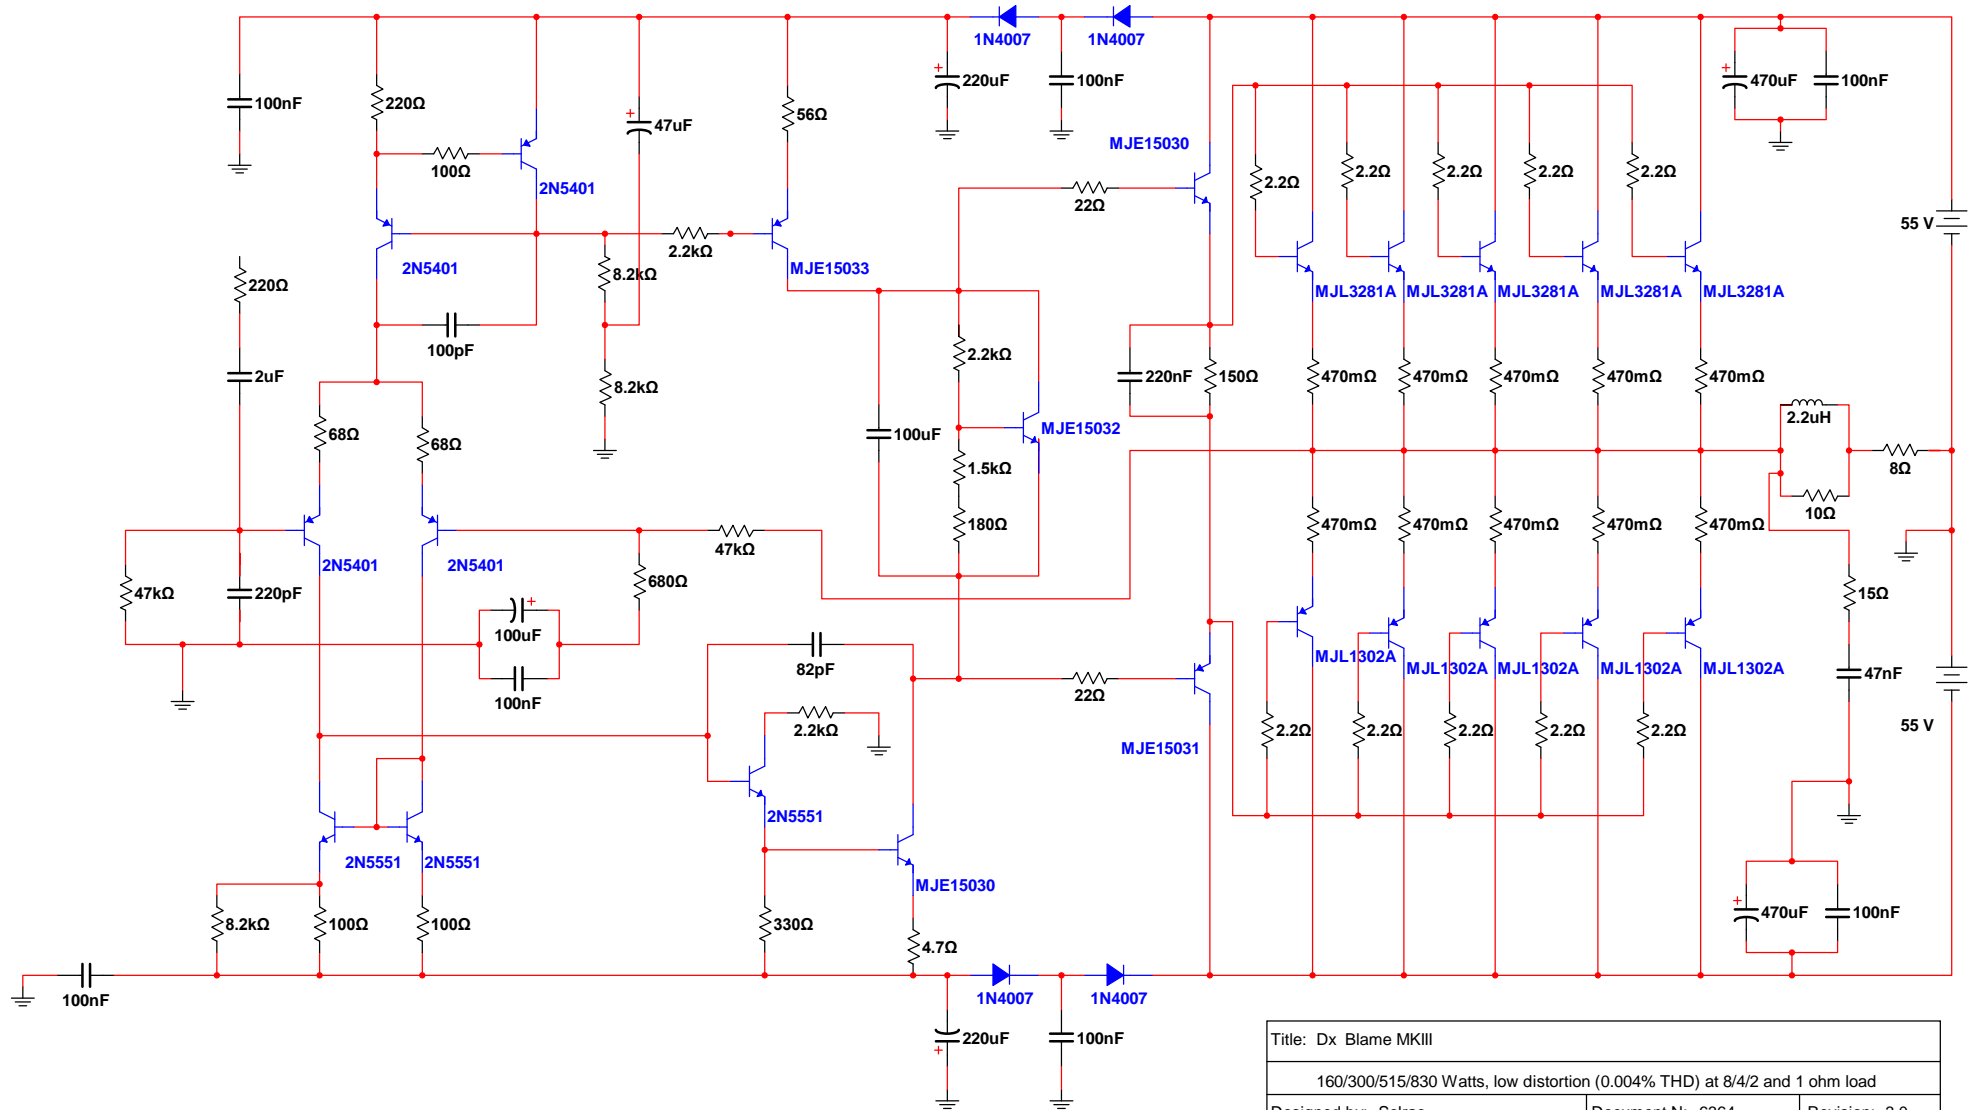 1N4007
1N4007
100nF
220Ω
47uF
56Ω
220uF
100nF
470uF
100nF
MJE15030
100Ω
2N5401
2.2Ω
2.2Ω
2.2Ω
2.2Ω
2.2Ω
22Ω
55 V
2N5401
2.2kΩ
8.2kΩ
MJE15033
MJL3281A
MJL3281A
MJL3281A
MJL3281A
MJL3281A
220Ω
100pF
2uF
8.2kΩ
2.2kΩ
220nF
150Ω
470mΩ
470mΩ
470mΩ
470mΩ
470mΩ
2.2uH
68Ω
68Ω
100uF
MJE15032
1.5kΩ
8Ω
10Ω
180Ω
470mΩ
470mΩ
470mΩ
470mΩ
470mΩ
47kΩ
2N5401
2N5401
47kΩ
220pF
680Ω
100uF
15Ω
82pF
MJL1302A
MJL1302A
MJL1302A
MJL1302A
MJL1302A
47nF
100nF
22Ω
2.2kΩ
MJE15031
2.2Ω
2.2Ω
2.2Ω
2.2Ω
2.2Ω
55 V
2N5551
2N5551
2N5551
MJE15030
8.2kΩ
100Ω
100Ω
330Ω
4.7Ω
470uF
100nF
100nF
1N4007
1N4007
220uF
100nF
Title: Dx Blame MKIII
160/300/515/830 Watts, low distortion (0.004% THD) at 8/4/2 and 1 ohm load